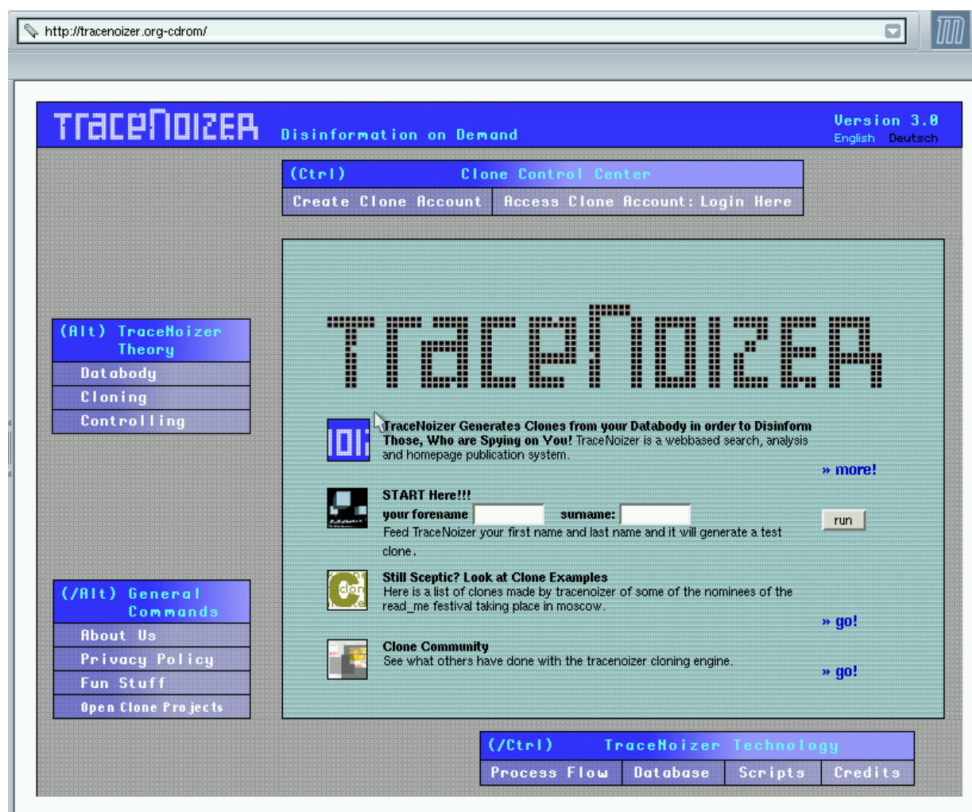 http://tracenoizer.org-cdrom/
TraceNoizer Disinformation on Demand
Version 3.0
English Deutsch
(Ctrl) Clone Control Center
Create Clone Account Access Clone Account: Login Here
TraceNoizer
(Alt) TraceNoizer
Theory
Databody
Cloning
Controlling
TraceNoizer Generates Clones from your Databody in order to Disinform
Those, Who are Spying on You! TraceNoizer is a webbased search, analysis
and homepage publication system.
» more!
START Here!!!
your forename surname: run
Feed TraceNoizer your first name and last name and it will generate a test
clone.
Still Sceptic? Look at Clone Examples
Here is a list of clones made by tracenoizer of some of the nominees of the
read_me festival taking place in moscow.
» go!
Clone Community
See what others have done with the tracenoizer cloning engine.
» go!
(/Alt) General
Commands
About Us
Privacy Policy
Fun Stuff
Open Clone Projects
(/Ctrl) TraceNoizer Technology
Process Flow Database Scripts Credits